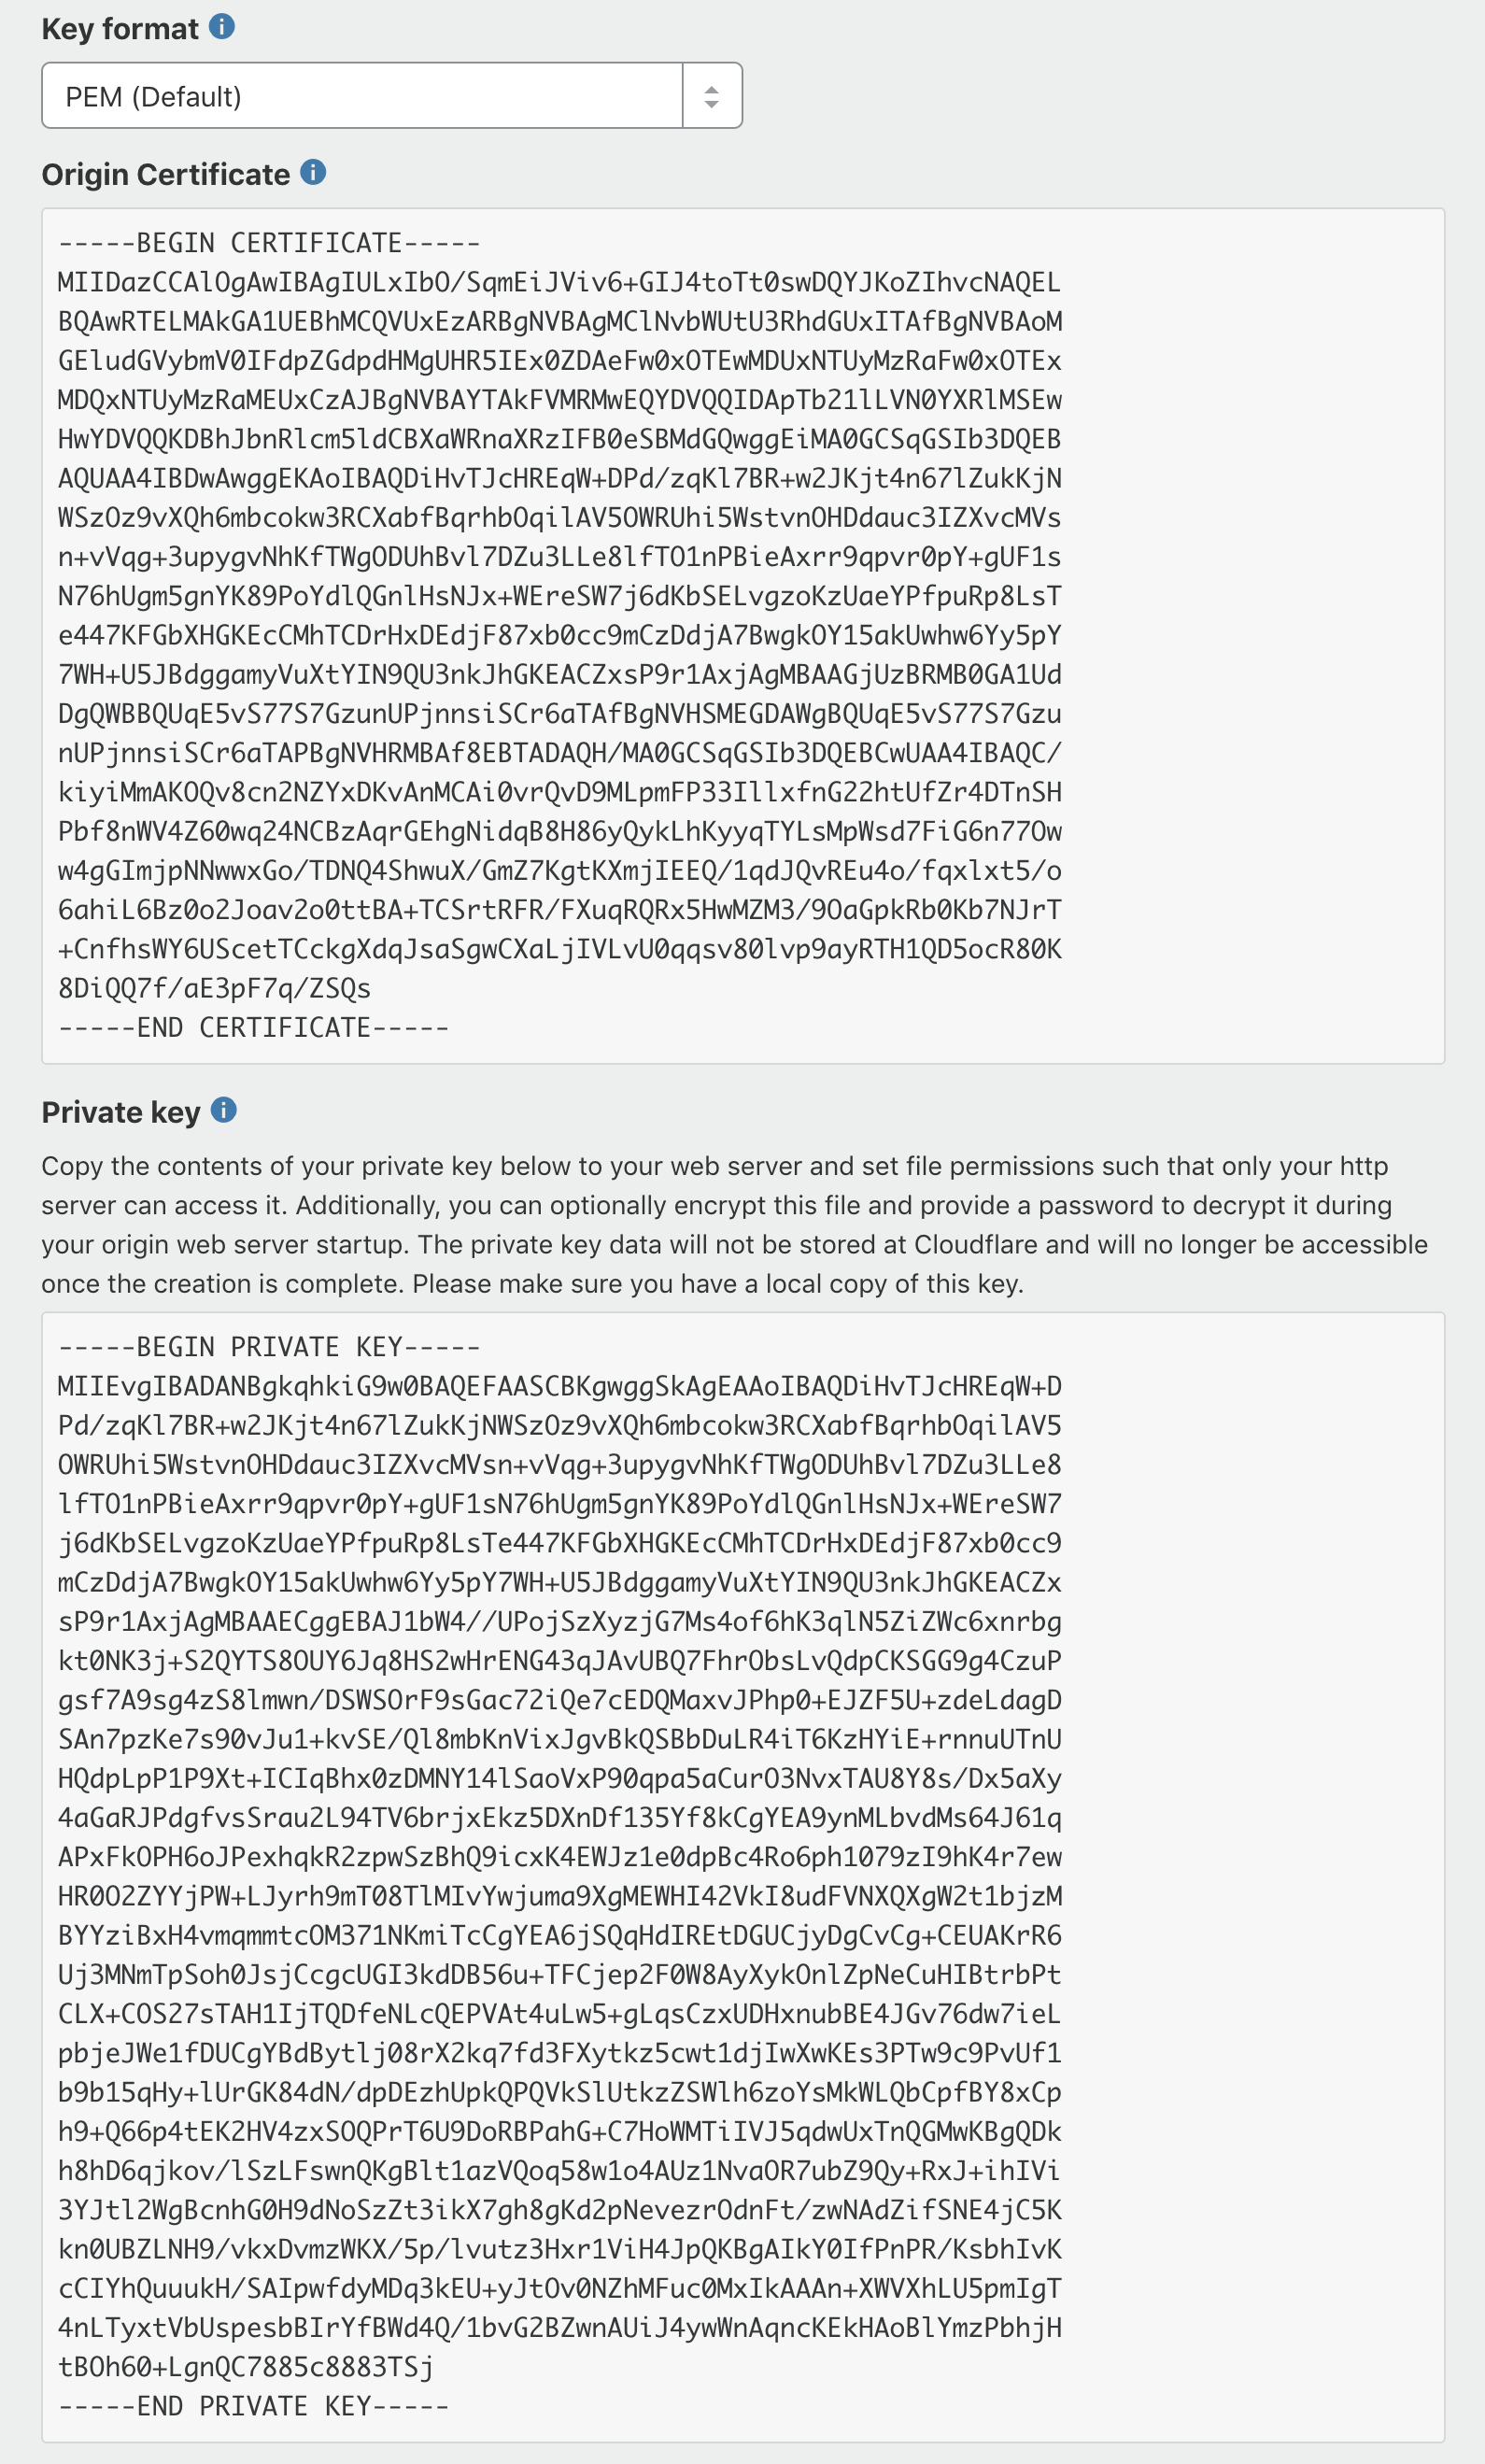 Key format
PEM (Default)
Origin Certificate
-----BEGIN CERTIFICATE-----
MIIDazCCAlOgAwIBAgIULxIbO/SqmEiJViv6+GIJ4toTt0swDQYJKoZIhvcNAQEL
BQAwRTELMAkGA1UEBhMCQVUxEzARBgNVBAgMClNvbWUtU3RhdGUxITAfBgNVBAoM
GEludGVybmV0IFdpZGdpdHMgUHR5IEx0ZDAeFw0xOTEwMDUxNTUyMzRaFw0xOTEx
MDQxNTUyMzRaMEUxCzAJBgNVBAYTAkFVMRMwEQYDVQQIDApTb21lLVN0YXRlMSEw
HwYDVQQKDBhJbnRlcm5ldCBXaWRnaXRzIFB0eSBMdGQwggEiMA0GCSqGSIb3DQEB
AQUAA4IBDwAwggEKAoIBAQDiHvTJcHREqW+DPd/zqKl7BR+w2JKjt4n67lZukKjN
WSzOz9vXQh6mbcokw3RCXabfBqrhbOqilAV5OWRUhi5WstvnOHDdauc3IZXvcMVs
n+vVqg+3upygvNhKfTWgODUhBvl7DZu3LLe8lfTO1nPBieAxrr9qpvr0pY+gUF1s
N76hUgm5gnYK89PoYdlQGnlHsNJx+WEreSW7j6dKbSELvgzoKzUaeYPfpuRp8LsT
e447KFGbXHGKEcCMhTCDrHxDEdjF87xb0cc9mCzDdjA7BwgkOY15akUwhw6Yy5pY
7WH+U5JBdggamyVuXtYIN9QU3nkJhGKEACZxsP9r1AxjAgMBAAGjUzBRMB0GA1Ud
DgQWBBQUqE5vS77S7GzunUPjnnsiSCr6aTAfBgNVHSMEGDAWgBQUqE5vS77S7Gzu
nUPjnnsiSCr6aTAPBgNVHRMBAf8EBTADAQH/MA0GCSqGSIb3DQEBCwUAA4IBAQC/
kiyiMmAKOQv8cn2NZYxDKvAnMCAi0vrQvD9MLpmFP33IllxfnG22htUfZr4DTnSH
Pbf8nWV4Z60wq24NCBzAqrGEhgNidqB8H86yQykLhKyyqTYLsMpWsd7FiG6n77Ow
w4gGImjpNNwwxGo/TDNQ4ShwuX/GmZ7KgtKXmjIEEQ/1qdJQvREu4o/fqxlxt5/o
6ahiL6Bz0o2Joav2o0ttBA+TCSrtRFR/FXuqRQRx5HwMZM3/9OaGpkRb0Kb7NJrT
+CnfhsWY6UScetTCckgXdqJsaSgwCXaLjIVLvU0qqsv80lvp9ayRTH1QD5ocR80K
8DiQQ7f/aE3pF7q/ZSQs
-----END CERTIFICATE-----
Private key
Copy the contents of your private key below to your web server and set file permissions such that only your http
server can access it. Additionally, you can optionally encrypt this file and provide a password to decrypt it during
your origin web server startup. The private key data will not be stored at Cloudflare and will no longer be accessible
once the creation is complete. Please make sure you have a local copy of this key.
-----BEGIN PRIVATE KEY-----
MIIEvgIBADANBgkqhkiG9w0BAQEFAASCBKgwggSkAgEAAoIBAQDiHvTJcHREqW+D
Pd/zqKl7BR+w2JKjt4n67lZukKjNWSzOz9vXQh6mbcokw3RCXabfBqrhbOqilAV5
OWRUhi5WstvnOHDdauc3IZXvcMVsn+vVqg+3upygvNhKfTWgODUhBvl7DZu3LLe8
lfTO1nPBieAxrr9qpvr0pY+gUF1sN76hUgm5gnYK89PoYdlQGnlHsNJx+WEreSW7
j6dKbSELvgzoKzUaeYPfpuRp8LsTe447KFGbXHGKEcCMhTCDrHxDEdjF87xb0cc9
mCzDdjA7BwgkOY15akUwhw6Yy5pY7WH+U5JBdggamyVuXtYIN9QU3nkJhGKEACZx
sP9r1AxjAgMBAAECggEBAJ1bW4//UPojSzXyzjG7Ms4of6hK3qlN5ZiZWc6xnrbg
kt0NK3j+S2QYTS8OUY6Jq8HS2wHrENG43qJAvUBQ7FhrObsLvQdpCKSGG9g4CzuP
gsf7A9sg4zS8lmwn/DSWSOrF9sGac72iQe7cEDQMaxvJPhp0+EJZF5U+zdeLdagD
SAn7pzKe7s90vJu1+kvSE/Ql8mbKnVixJgvBkQSBbDuLR4iT6KzHYiE+rnnuUTnU
HQdpLpP1P9Xt+ICIqBhx0zDMNY14lSaoVxP90qpa5aCurO3NvxTAU8Y8s/Dx5aXy
4aGaRJPdgfvsSrau2L94TV6brjxEkz5DXnDf135Yf8kCgYEA9ynMLbvdMs64J61q
APxFkOPH6oJPexhqkR2zpwSzBhQ9icxK4EWJz1e0dpBc4Ro6ph1079zI9hK4r7ew
HR0O2ZYYjPW+LJyrh9mT08TlMIvYwjuma9XgMEWHI42VkI8udFVNXQXgW2t1bjzM
BYYziBxH4vmqmmtcOM371NKmiTcCgYEA6jSQqHdIREtDGUCjyDgCvCg+CEUAKrR6
Uj3MNmTpSoh0JsjCcgcUGI3kdDB56u+TFCjep2F0W8AyXykOnlZpNeCuHIBtrbPt
CLX+COS27sTAH1IjTQDfeNLcQEPVAt4uLw5+gLqsCzxUDHxnubBE4JGv76dw7ieL
pbjeJWe1fDUCgYBdBytlj08rX2kq7fd3FXytkz5cwt1djIwXwKEs3PTw9c9PvUf1
b9b15qHy+lUrGK84dN/dpDEzhUpkQPQVkSlUtkzZSWlh6zoYsMkWLQbCpfBY8xCp
h9+Q66p4tEK2HV4zxSOQPrT6U9DoRBPahG+C7HoWMTiIVJ5qdwUxTnQGMwKBgQDk
h8hD6qjkov/lSzLFswnQKgBlt1azVQoq58w1o4AUz1NvaOR7ubZ9Qy+RxJ+ihIVi
3YJtl2WgBcnhG0H9dNoSzZt3ikX7gh8gKd2pNevezrOdnFt/zwNAdZifSNE4jC5K
kn0UBZLNH9/vkxDvmzWKX/5p/lvutz3Hxr1ViH4JpQKBgAIkY0IfPnPR/KsbhIvK
cCIYhQuuukH/SAIpwfdyMDq3kEU+yJtOv0NZhMFuc0MxIkAAAn+XWVXhLU5pmIgT
4nLTyxtVbUspesbBIrYfBWd4Q/1bvG2BZwnAUiJ4ywWnAqncKEkHAoBlYmzPbhjH
tBOh60+LgnQC7885c8883TSj
-----END PRIVATE KEY-----